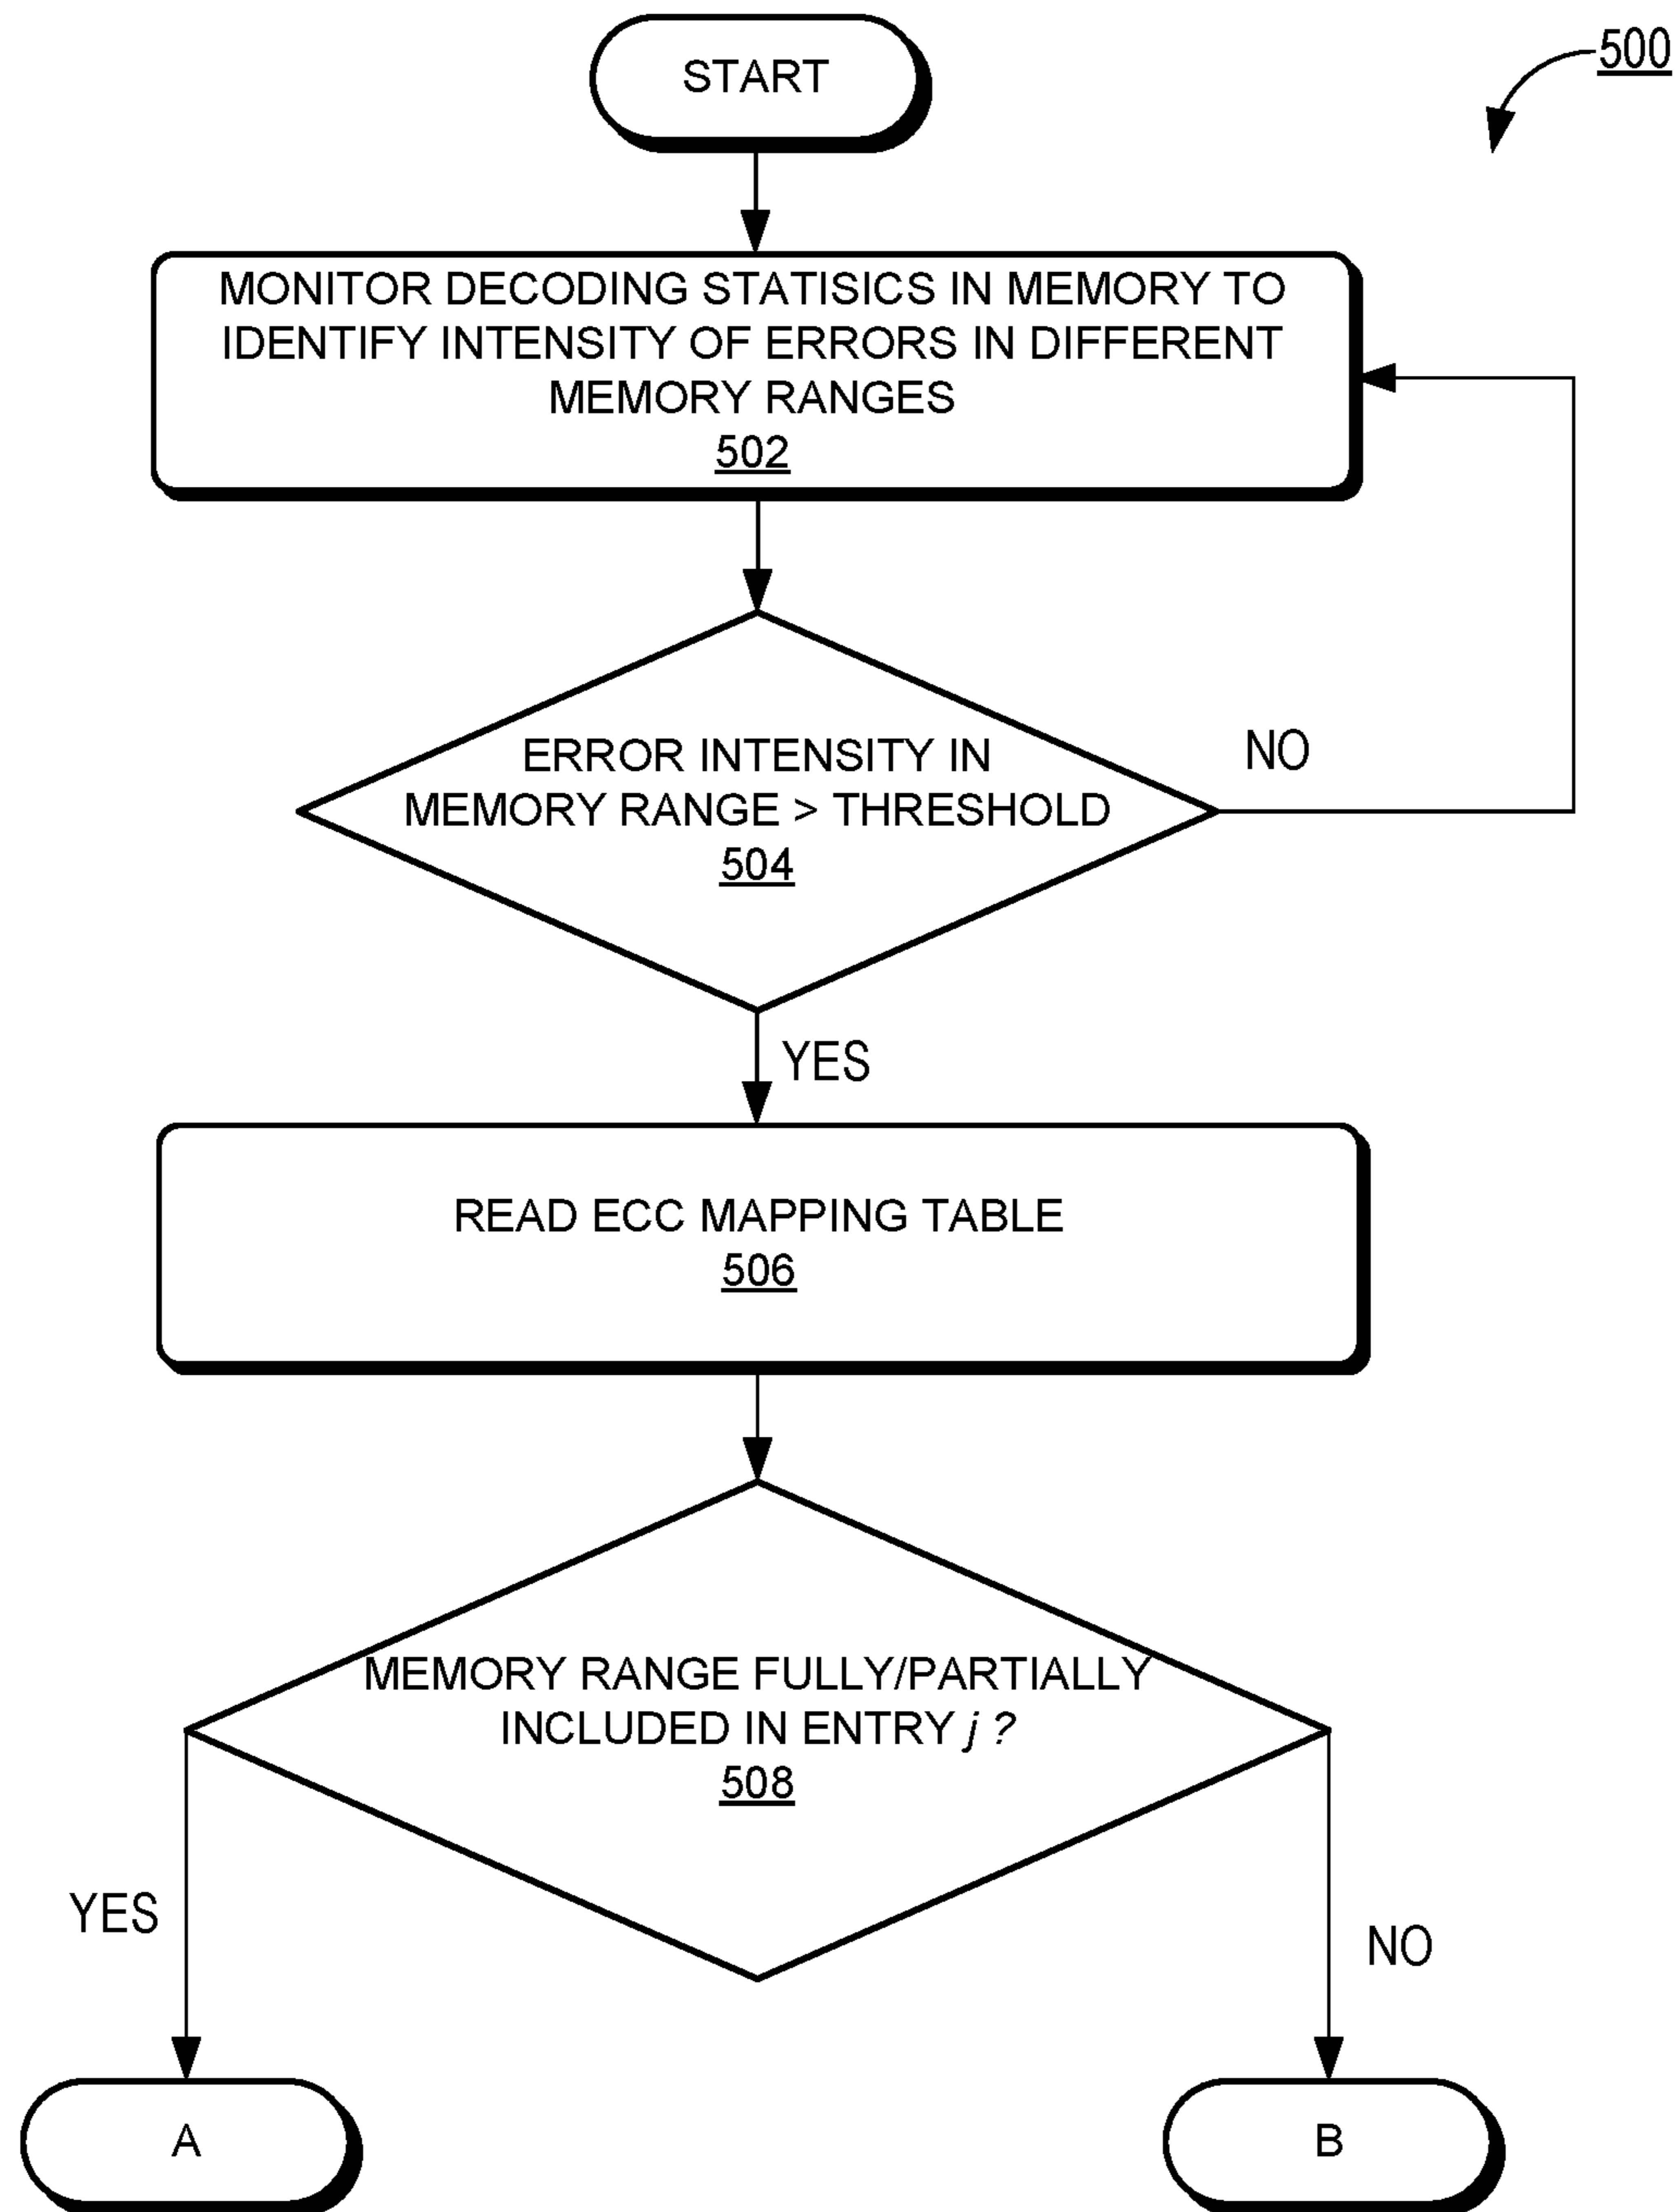 START
500
MONITOR DECODING STATISICS IN MEMORY TO
IDENTIFY INTENSITY OF ERRORS IN DIFFERENT
MEMORY RANGES
502
ERROR INTENSITY IN
MEMORY RANGE > THRESHOLD
504
NO
YES
READ ECC MAPPING TABLE
506
MEMORY RANGE FULLY/PARTIALLY
INCLUDED IN ENTRY j ?
508
YES
NO
A
B